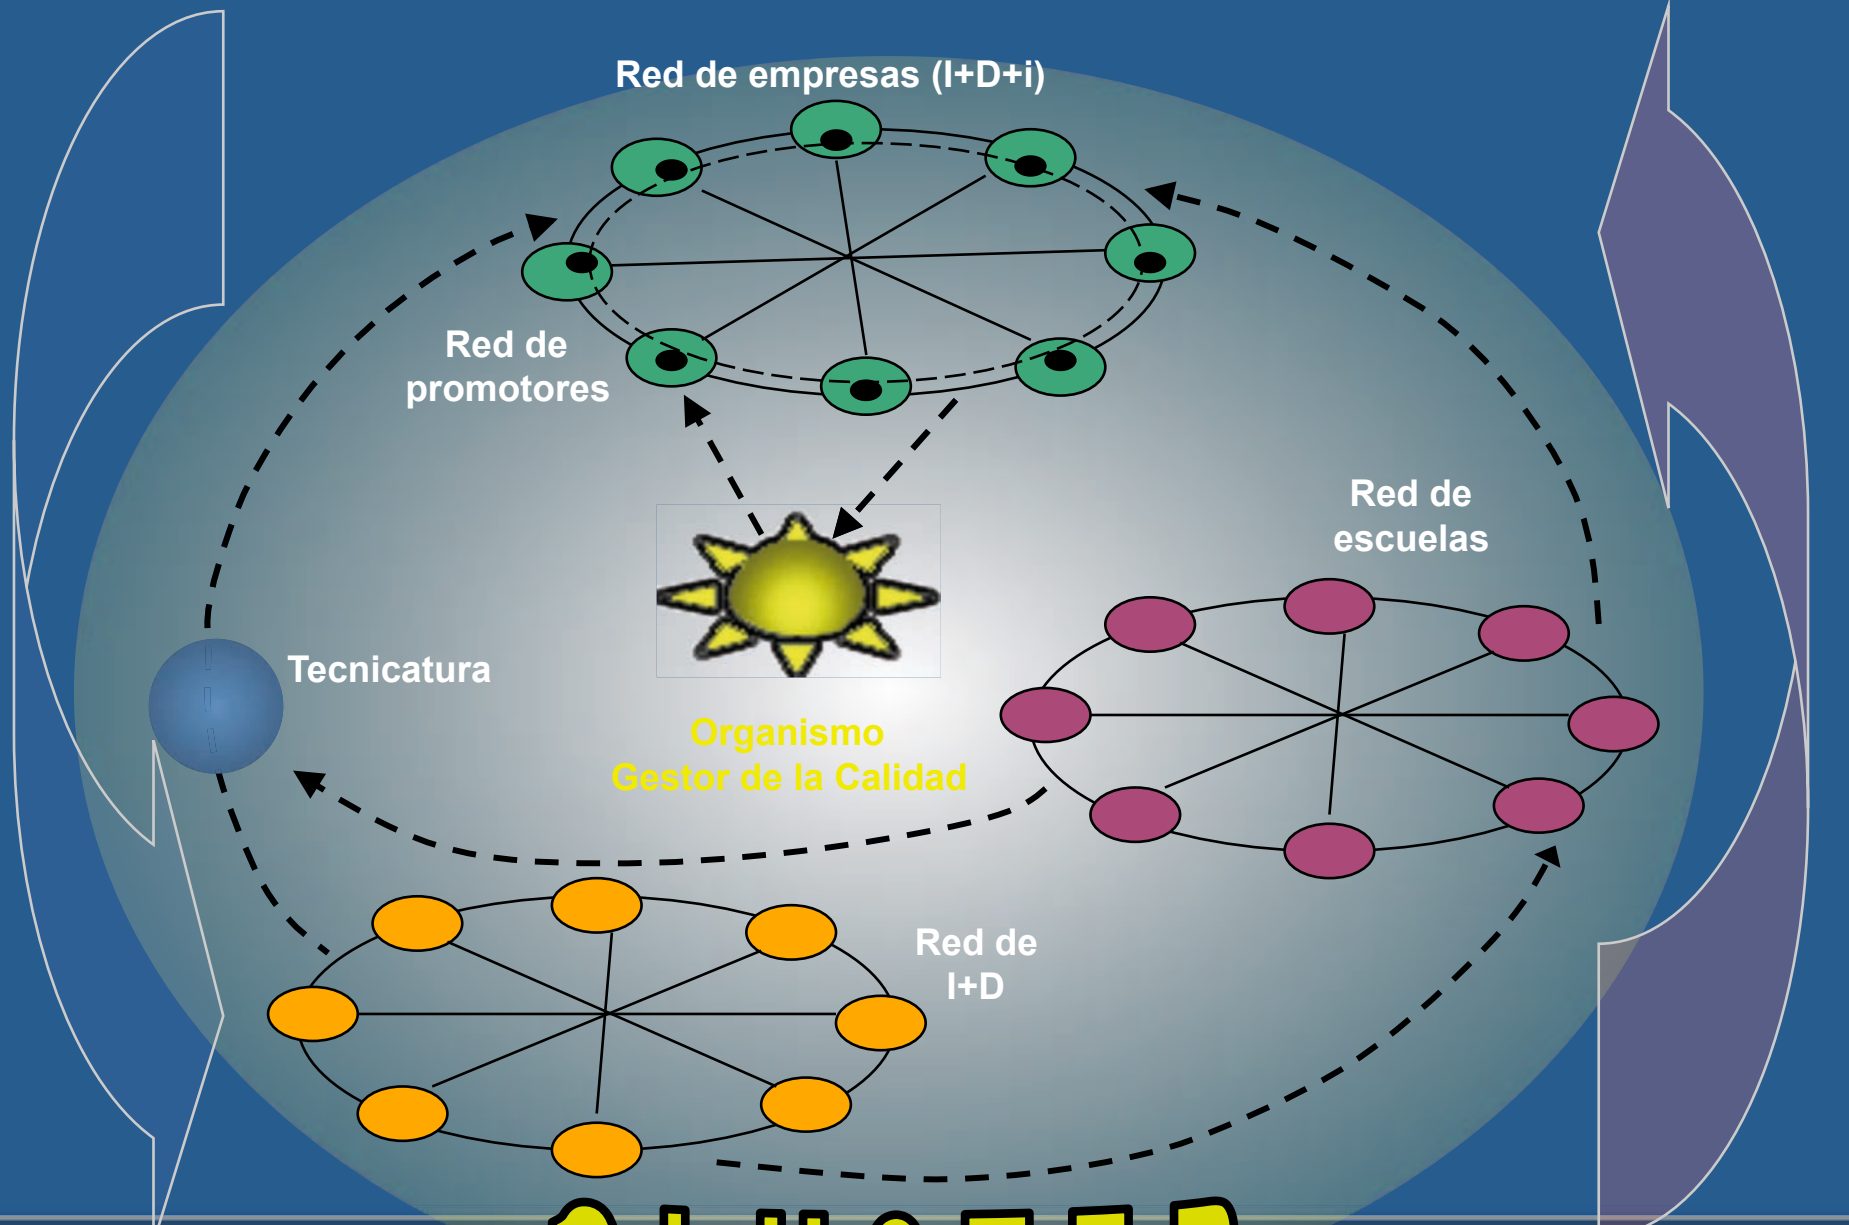 Red de empresas (I+D+i)
Red de
promotores
Red de
escuelas
Tecnicatura
Organismo
Gestor de la Calidad
Red de
I+D